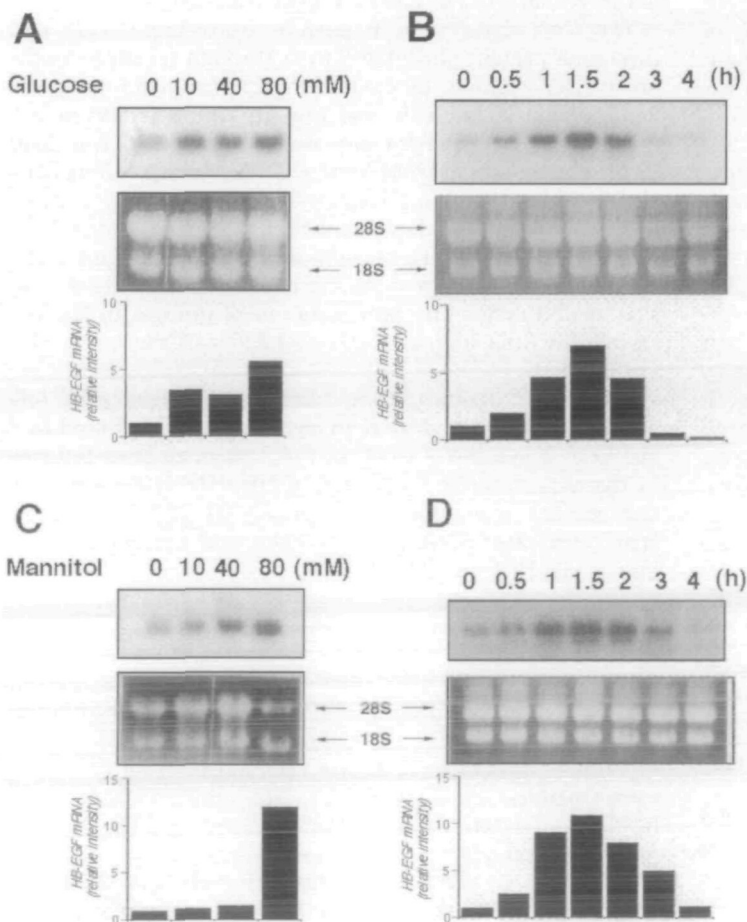 A
B
Glucose 0 10 40 80 (mM)
0 0.5 1 1.5 2 3 4 (h)
28S
18S
10
5
0
HB-EGF mRNA
(relative intensity)
10
5
0
HB-EGF mRNA
(relative intensity)
C
D
Mannitol 0 10 40 80 (mM)
0 0.5 1 1.5 2 3 4 (h)
28S
18S
15
10
5
0
HB-EGF mRNA
(relative intensity)
15
10
5
0
HB-EGF mRNA
(relative intensity)